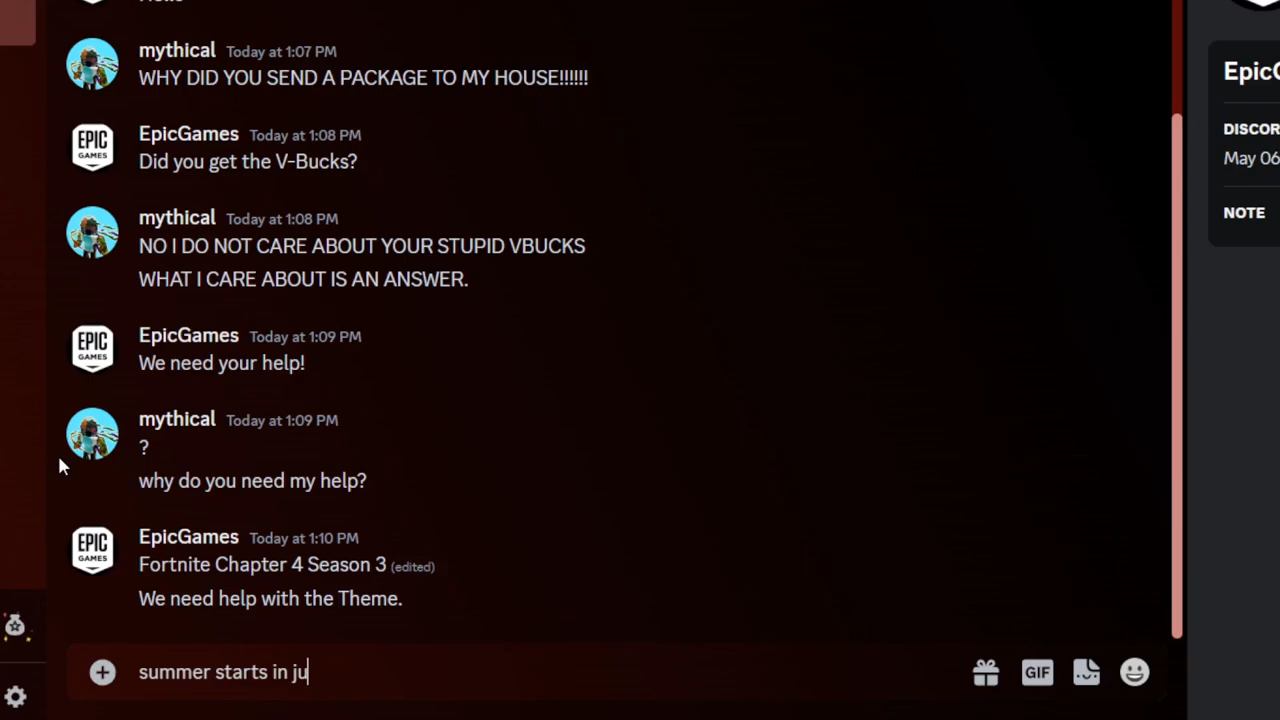 mythical Today at 1:07 PM
WHY DID YOU SEND A PACKAGE TO MY HOUSE!!!!!!
EPIC GAMES
EpicGames Today at 1:08 PM
Did you get the V-Bucks?
mythical Today at 1:08 PM
NO I DO NOT CARE ABOUT YOUR STUPID VBUCKS
WHAT I CARE ABOUT IS AN ANSWER.
EPIC GAMES
EpicGames Today at 1:09 PM
We need your help!
mythical Today at 1:09 PM
?
why do you need my help?
EPIC GAMES
EpicGames Today at 1:10 PM
Fortnite Chapter 4 Season 3 (edited)
We need help with the Theme.
summer starts in ju
GIF
EpicG
DISCOR
May 06
NOTE